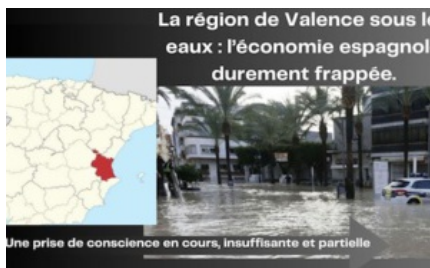 La région de Valence sous le
eaux : l’économie espagnol
durement frappée.
Une prise de conscience en cours, insuffisante et partielle